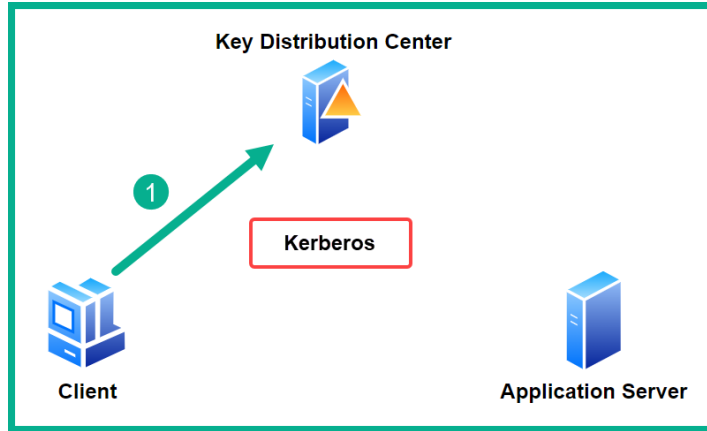 Key Distribution Center
1
Kerberos
Client
Application Server